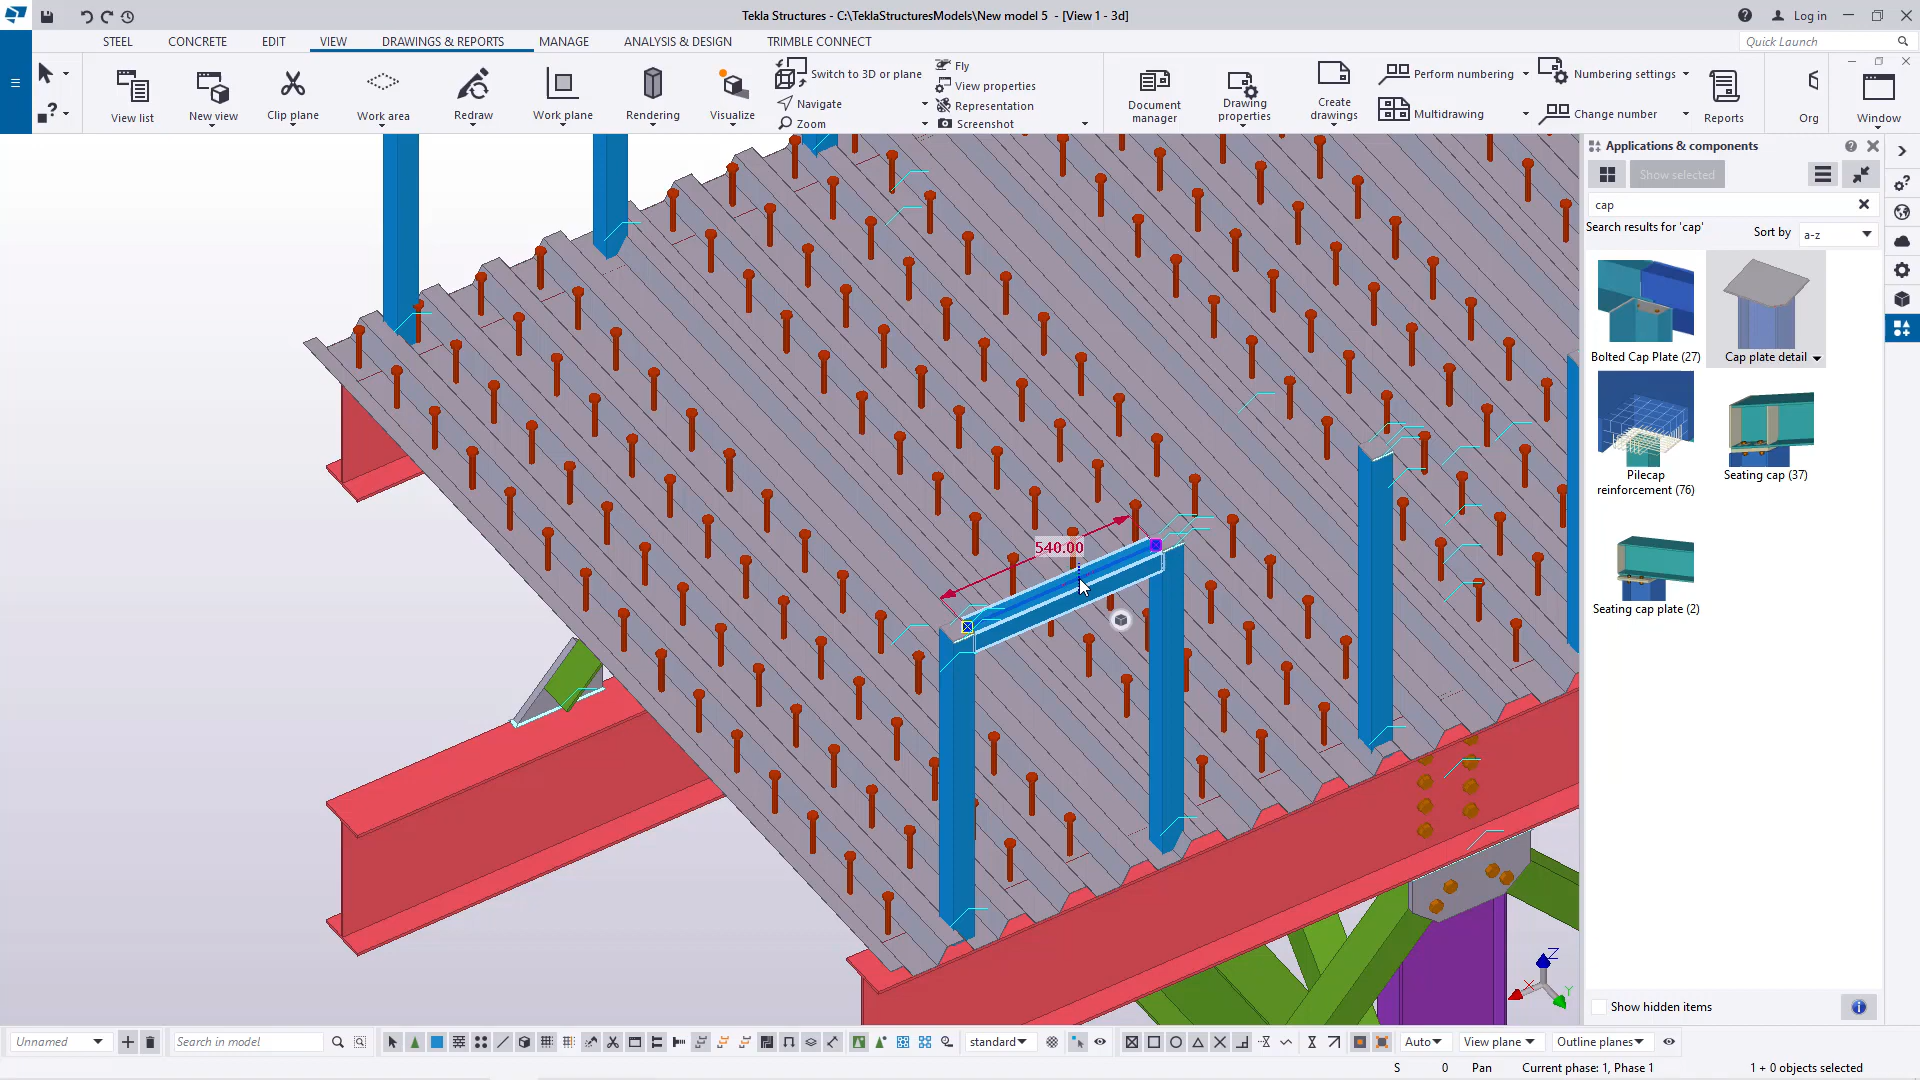 Tekla Structures - C:\TeklaStructuresModels\New model 5 - [View 1 - 3d]
Log in
STEEL CONCRETE EDIT VIEW DRAWINGS & REPORTS MANAGE ANALYSIS & DESIGN TRIMBLE CONNECT
Quick Launch
View list
New view
Clip plane
Work area
Redraw
Work plane
Rendering
Visualize
Switch to 3D or plane
Navigate
Zoom
Fly
View properties
Representation
Screenshot
Document
manager
Drawing
properties
Create
drawings
Perform numbering
Multidrawing
Numbering settings
Change number
Reports
Org
Window
Applications & components
Show selected
cap
Search results for 'cap'
Sort by
a-z
Bolted Cap Plate (27)
Cap plate detail
Pilecap
reinforcement (76)
Seating cap (37)
Seating cap plate (2)
540.00
Z
X
Y
Show hidden items
Unnamed
Search in model
standard
Auto
View plane
Outline planes
S 0 Pan Current phase: 1, Phase 1 1 + 0 objects selected